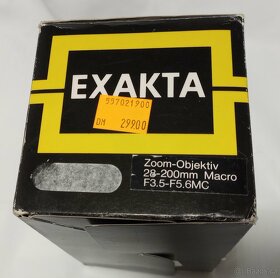 EXAKTA
557021900
DM 299.00
Zoom-Objektiv
28-200mm Macro
F3.5-F5.6MC